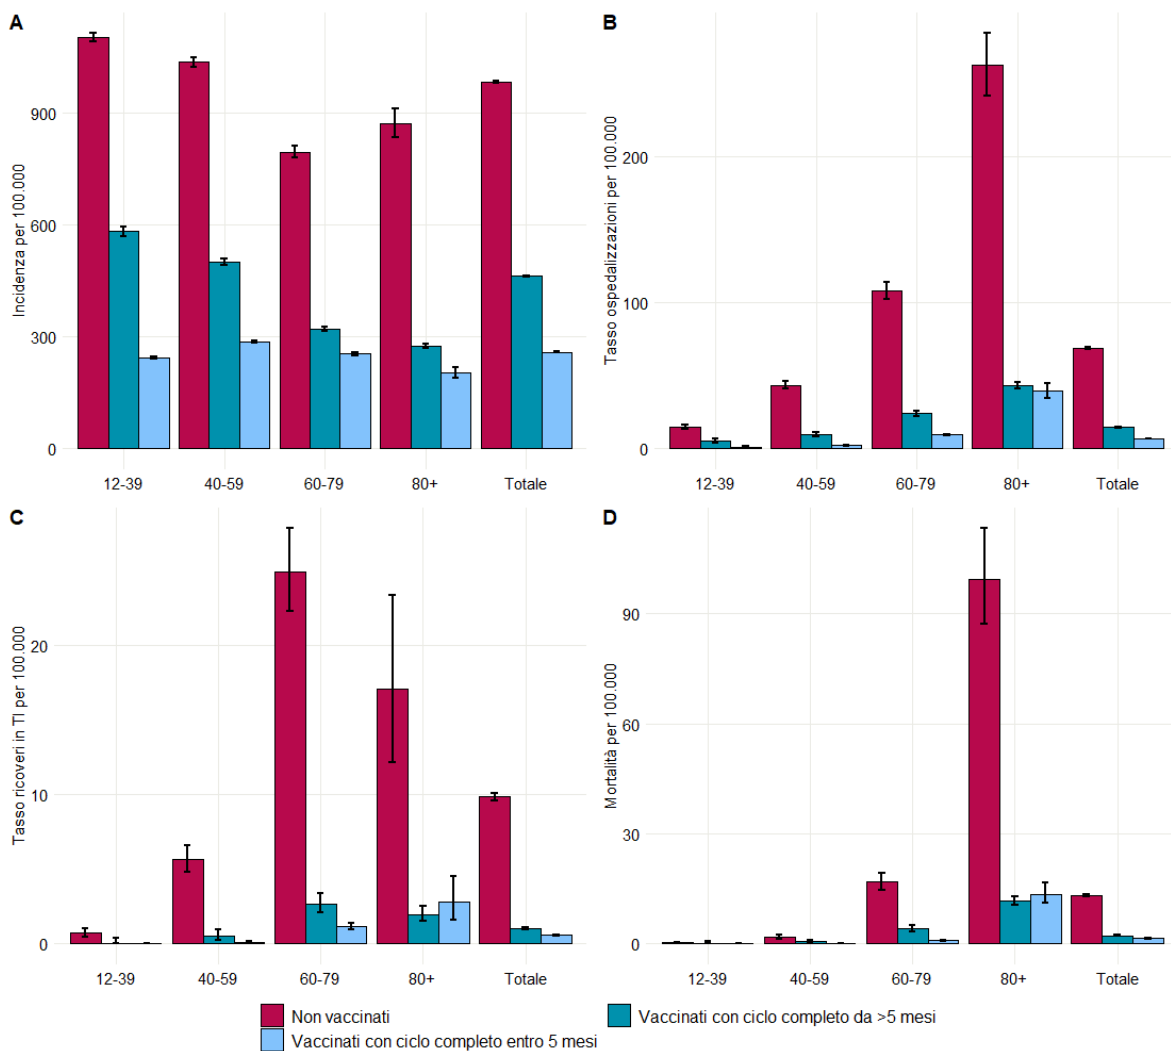 A
Incidenza per 100.000
900
600
300
0
12-39
40-59
60-79
80+
Totale
B
Tasso ospedalizzazioni per 100.000
200
100
0
12-39
40-59
60-79
80+
Totale
C
Tasso ricoveri in TI per 100.000
20
10
0
12-39
40-59
60-79
80+
Totale
D
Mortalità per 100.000
90
60
30
0
12-39
40-59
60-79
80+
Totale
Non vaccinati
Vaccinati con ciclo completo da >5 mesi
Vaccinati con ciclo completo entro 5 mesi